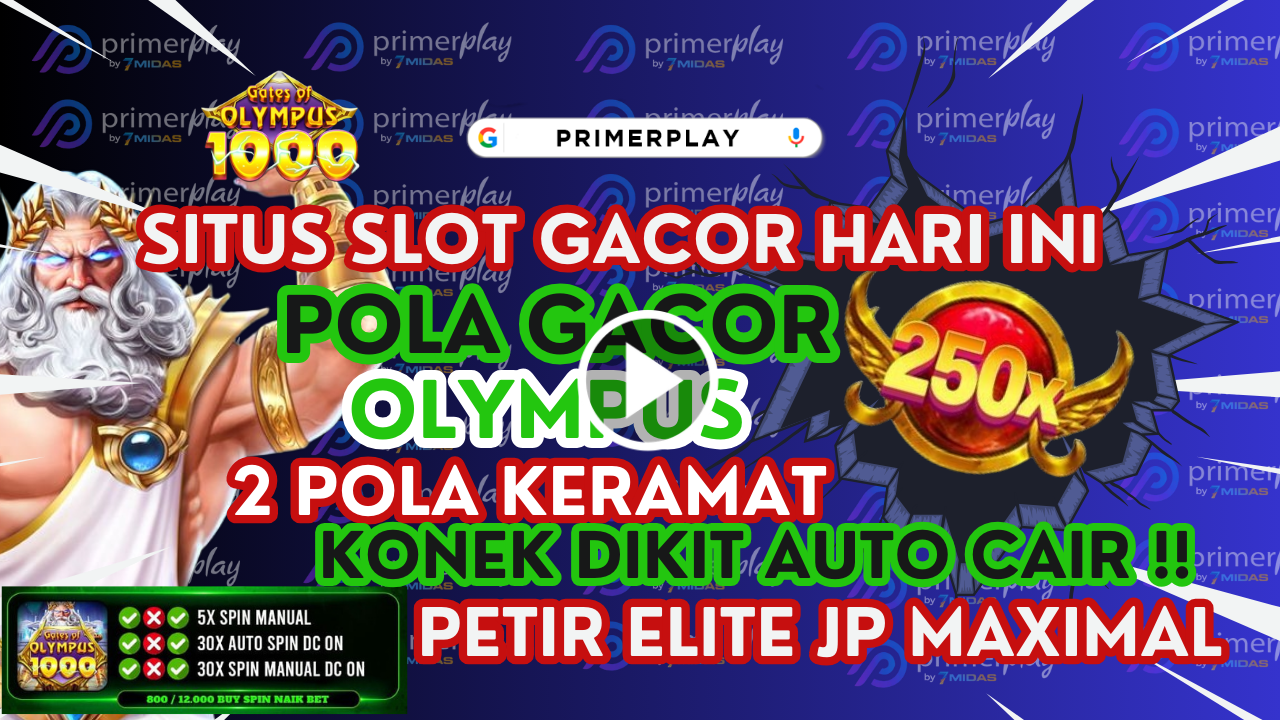 primerplay by 7MIDAS
Gates of
OLYMPUS
1000
PRIMERPLAY
SITUS SLOT GACOR HARI INI
POLA GACOR
OLYMPUS
250x
2 POLA KERAMAT
KONEK DIKIT AUTO CAIR !!
PETIR ELITE JP MAXIMAL
Gates of
OLYMPUS
1000
5X SPIN MANUAL
30X AUTO SPIN DC ON
30X SPIN MANUAL DC ON
800 / 12.000 BUY SPIN NAIK BET